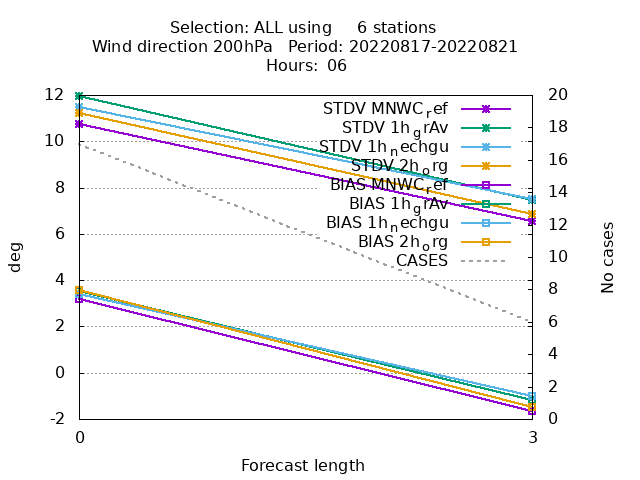 Selection: ALL using 6 stations
Wind direction 200hPa Period: 20220817-20220821
Hours: 06
12
10
8
6
4
2
0
-2
deg
20
18
16
14
12
10
8
6
4
2
0
No cases
STDV MNWC_ref
STDV 1h_grAv
STDV 1h_nechgu
STDV 2h_org
BIAS MNWC_ref
BIAS 1h_grAv
BIAS 1h_nechgu
BIAS 2h_org
CASES
0 3
Forecast length